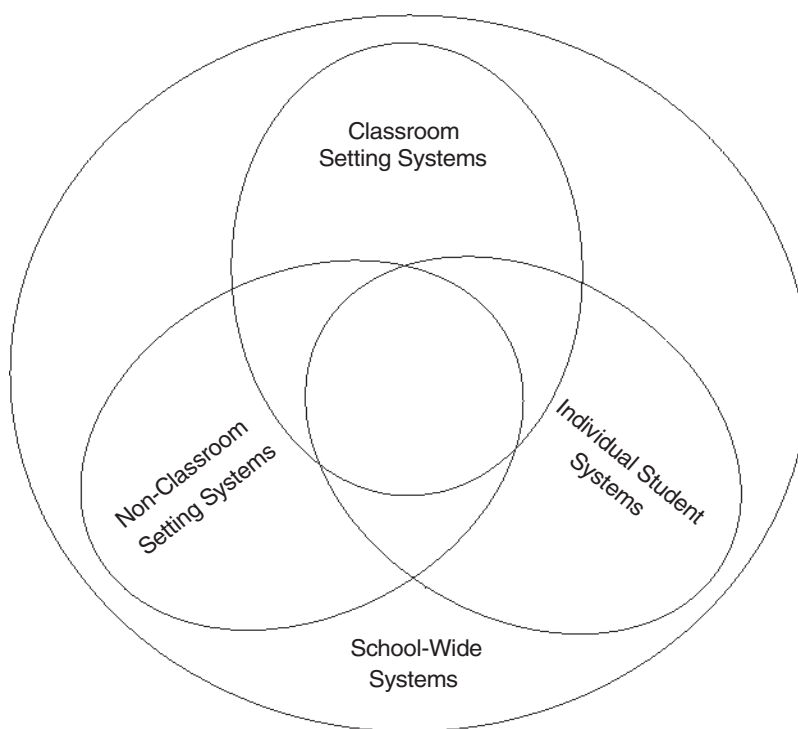 Classroom
Setting Systems
Non-Classroom
Setting Systems
Individual Student
Systems
School-Wide
Systems